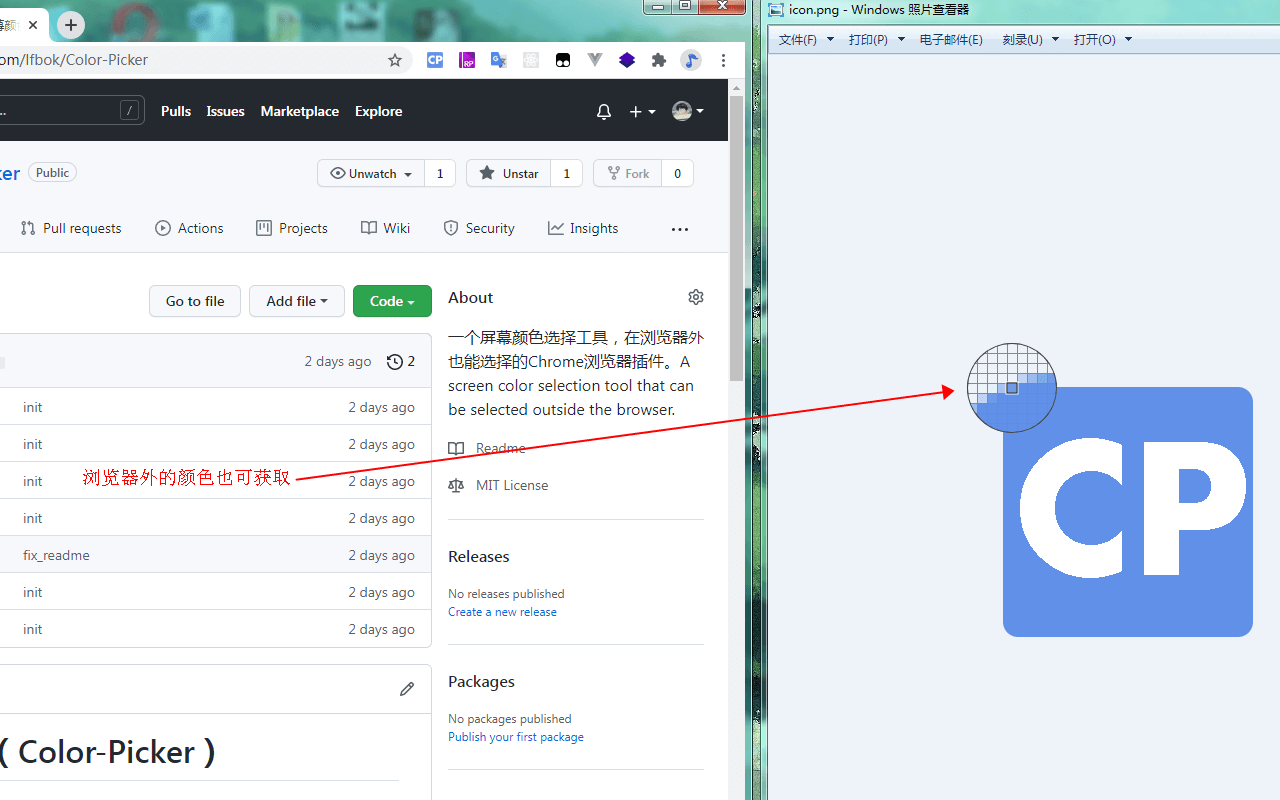 om/lfbok/Color-Picker
CP
RP
/
Pulls
Issues
Marketplace
Explore
er
Public
Unwatch
1
Unstar
1
Fork
0
Pull requests
Actions
Projects
Wiki
Security
Insights
Go to file
Add file
Code
2 days ago
2
init
2 days ago
init
2 days ago
init
2 days ago
init
2 days ago
fix_readme
2 days ago
init
2 days ago
init
2 days ago
浏览器外的颜色也可获取
( Color-Picker )
About
一个屏幕颜色选择工具，在浏览器外
也能选择的Chrome浏览器插件。A
screen color selection tool that can
be selected outside the browser.
Readme
MIT License
Releases
No releases published
Create a new release
Packages
No packages published
Publish your first package
icon.png - Windows 照片查看器
文件(F)
打印(P)
电子邮件(E)
刻录(U)
打开(O)
CP